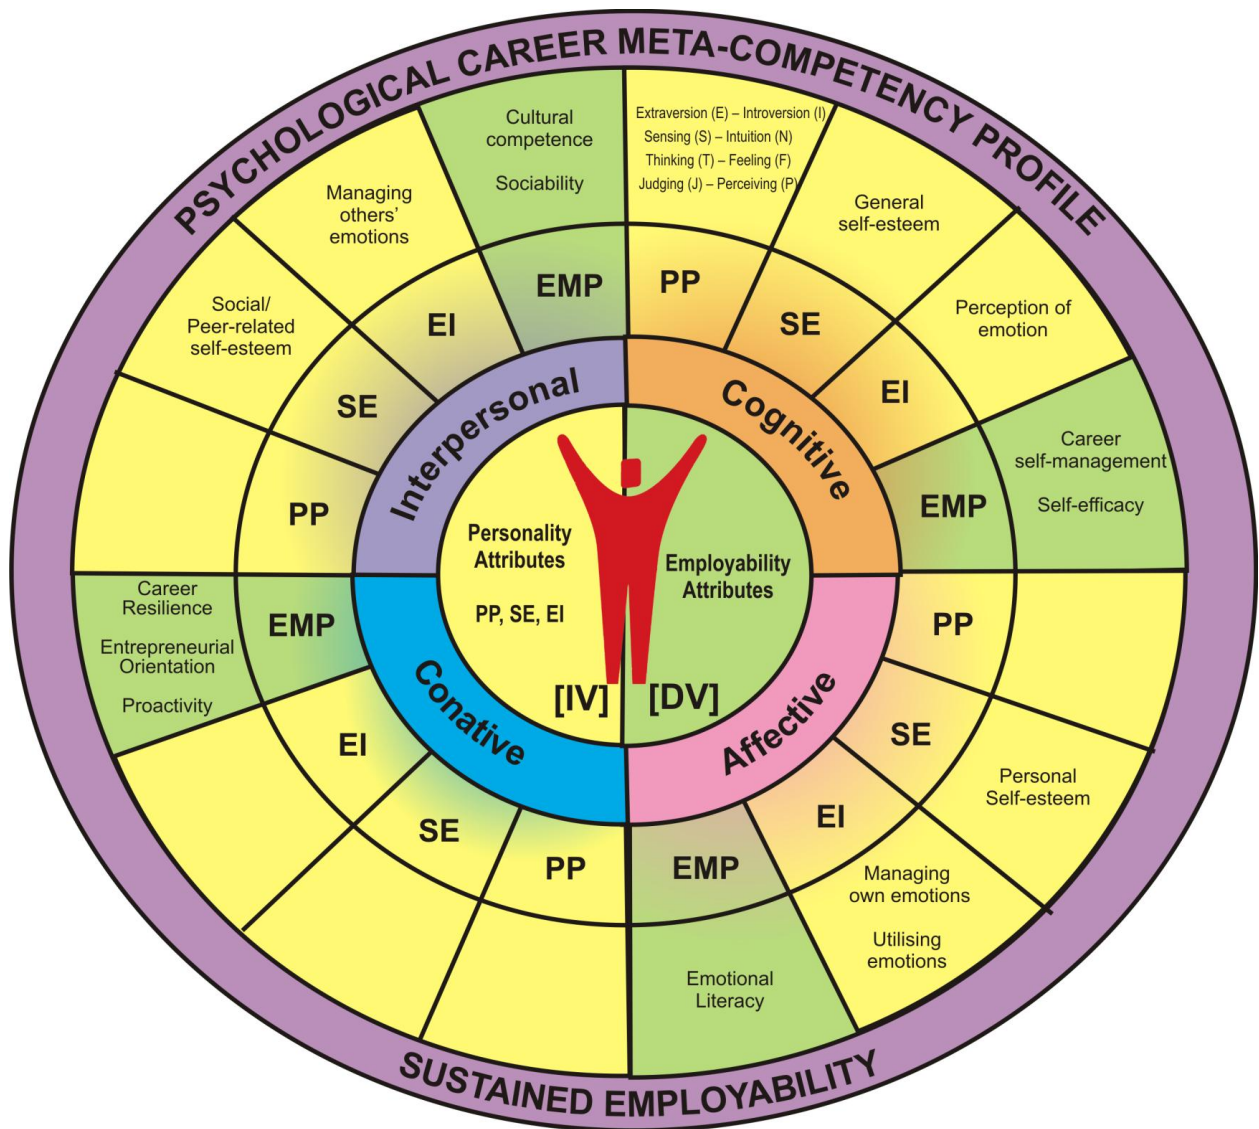 PSYCHOLOGICAL CAREER META-COMPETENCY PROFILE
Extraversion (E) – Introversion (I)
Sensing (S) – Intuition (N)
Thinking (T) – Feeling (F)
Judging (J) – Perceiving (P)
PP
General
self-esteem
SE
Perception of
emotion
EI
Career
self-management
Self-efficacy
EMP
Cognitive
PP
Personal
Self-esteem
SE
Managing
own emotions
Utilising
emotions
EI
Emotional
Literacy
EMP
Affective
PP
SE
EI
Career
Resilience
Entrepreneurial
Orientation
Proactivity
EMP
Conative
PP
Social/
Peer-related
self-esteem
SE
Managing
others’
emotions
EI
Cultural
competence
Sociability
EMP
Interpersonal
Personality
Attributes
PP, SE, EI
[IV]
Employability
Attributes
[DV]
SUSTAINED EMPLOYABILITY